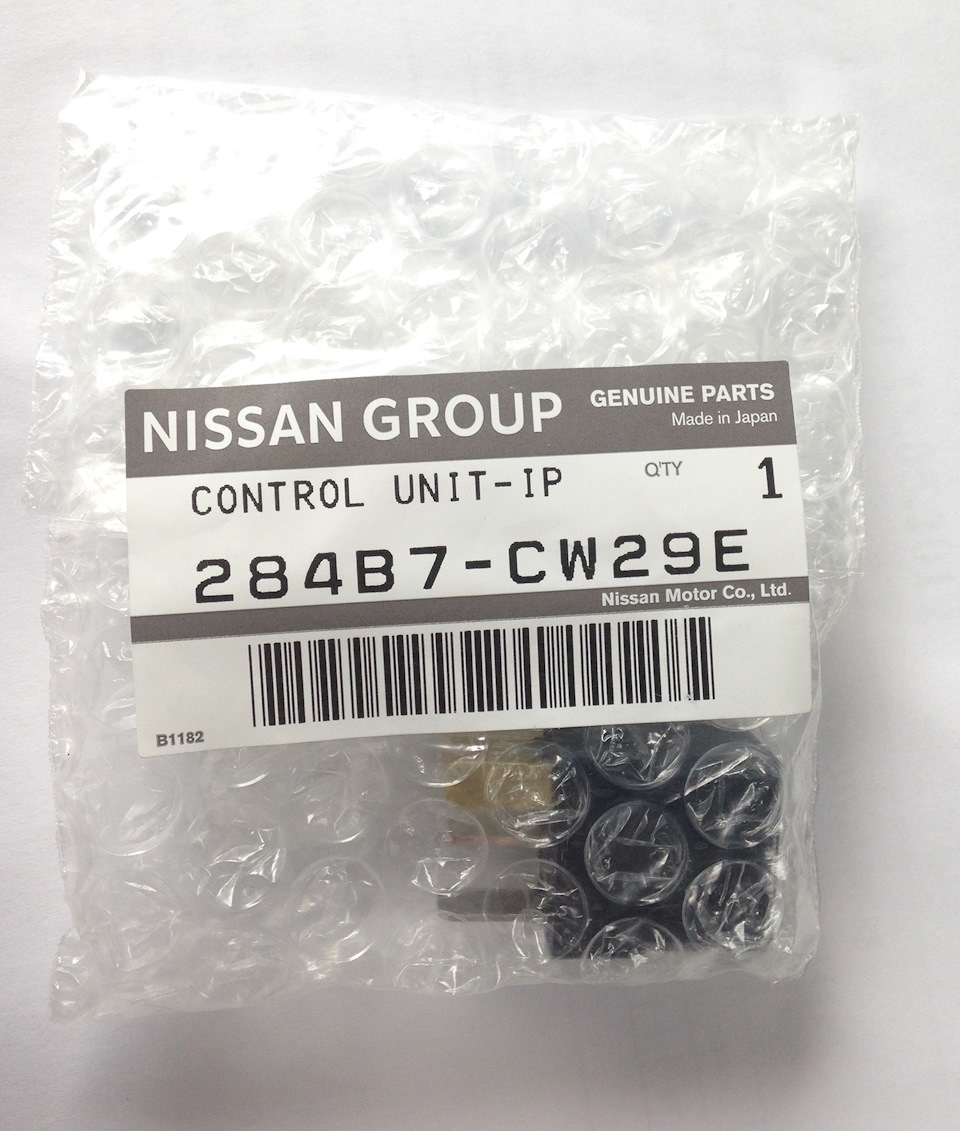 NISSAN GROUP
GENUINE PARTS
Made in Japan
CONTROL UNIT-IP
Q'TY
1
284B7-CW29E
Nissan Motor Co., Ltd.
B1182